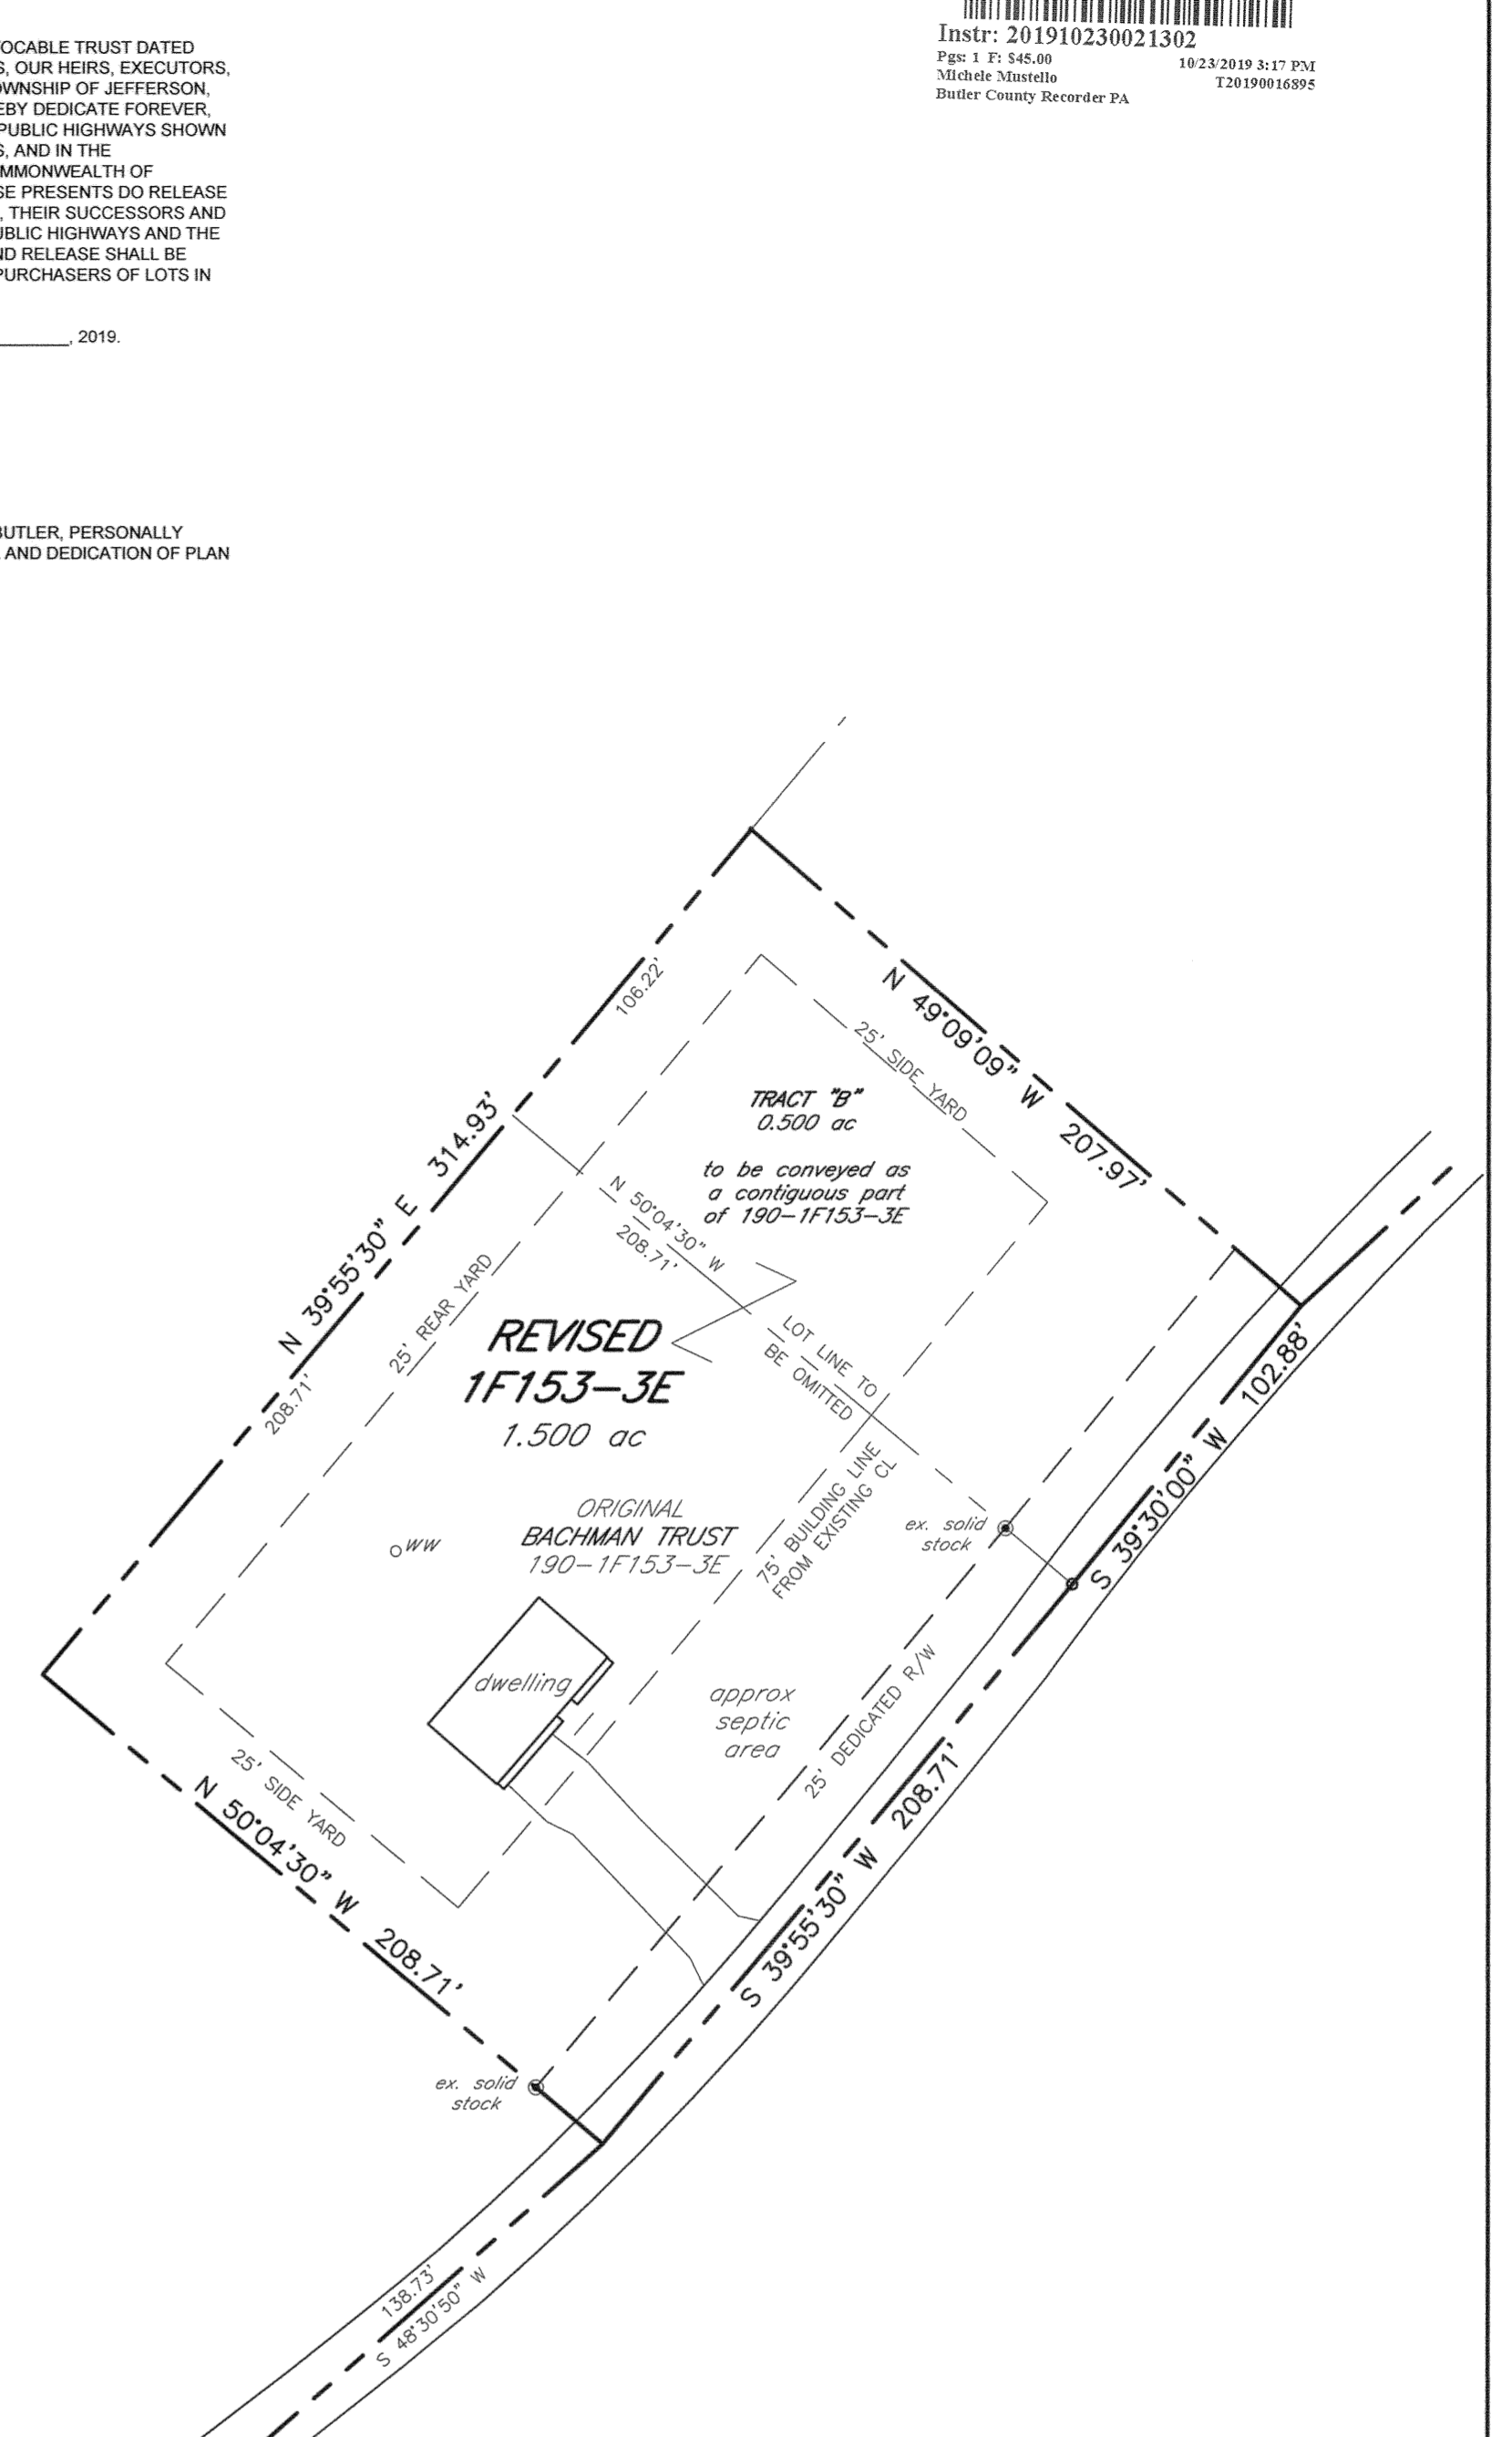 OCABLE TRUST DATED
S, OUR HEIRS, EXECUTORS,
OWNSHIP OF JEFFERSON,
EBY DEDICATE FOREVER,
PUBLIC HIGHWAYS SHOWN
S, AND IN THE
MMONWEALTH OF
SE PRESENTS DO RELEASE
, THEIR SUCCESSORS AND
UBLIC HIGHWAYS AND THE
ND RELEASE SHALL BE
PURCHASERS OF LOTS IN
________, 2019.
BUTLER, PERSONALLY
AND DEDICATION OF PLAN
Instr: 201910230021302
Pgs: 1 F: $45.00
10/23/2019 3:17 PM
Michele Mustello
T20190016895
Butler County Recorder PA
106.22'
N 49°09'09" W 207.97'
25' SIDE YARD
TRACT "B"
0.500 ac
to be conveyed as
a contiguous part
of 190-1F153-3E
N 39°55'30" E 314.93'
208.71'
25' REAR YARD
N 50°04'30" W
208.71'
LOT LINE TO
BE OMITTED
REVISED
1F153-3E
1.500 ac
ORIGINAL
BACHMAN TRUST
190-1F153-3E
WW
75' BUILDING LINE
FROM EXISTING CL
ex. solid
stock
S 39°30'00" W 102.88'
dwelling
approx
septic
area
25' DEDICATED R/W
25' SIDE YARD
N 50°04'30" W 208.71'
S 39°55'30" W 208.71'
ex. solid
stock
138.73'
S 48°30'50" W